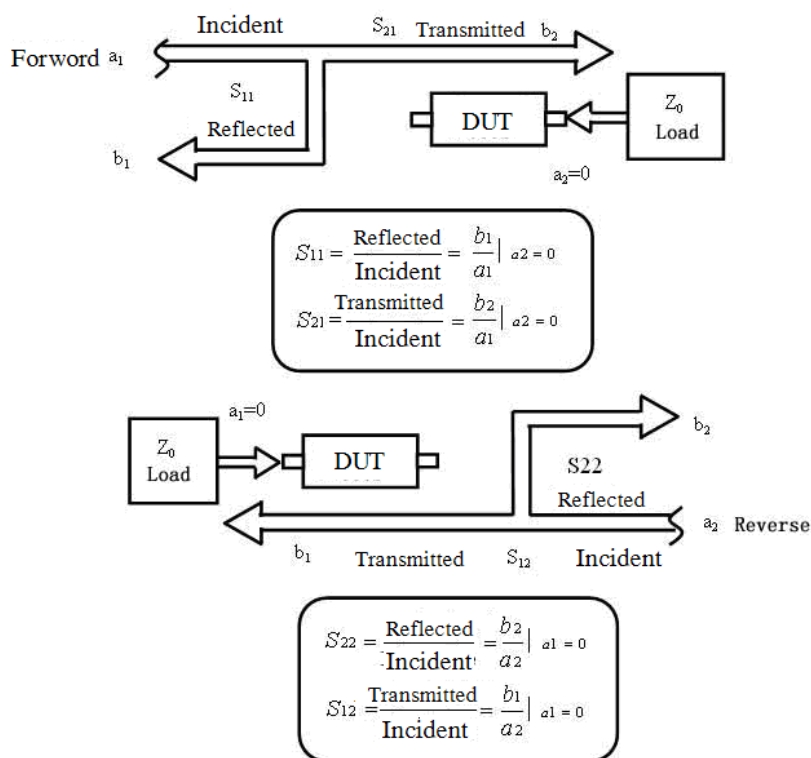 Incident S₂₁ Transmitted b₂
Forword a₁
S₁₁
Reflected
b₁
DUT
Z₀
Load
a₂=0
S₁₁ = Reflected / Incident = b₁ / a₁ | a2 = 0
S₂₁ = Transmitted / Incident = b₂ / a₁ | a2 = 0
a₁=0
Z₀
Load
DUT
b₂
S22
Reflected
a₂ Reverse
b₁ Transmitted S₁₂ Incident
S₂₂ = Reflected / Incident = b₂ / a₂ | a1 = 0
S₁₂ = Transmitted / Incident = b₁ / a₂ | a1 = 0